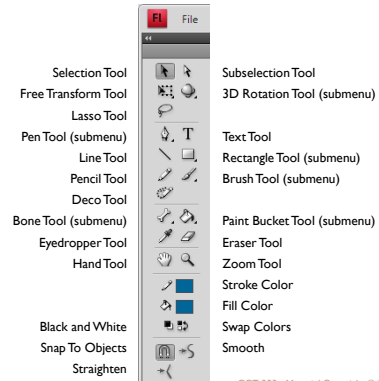 FL File
Selection Tool Subselection Tool
Free Transform Tool 3D Rotation Tool (submenu)
Lasso Tool
Pen Tool (submenu) T Text Tool
Line Tool Rectangle Tool (submenu)
Pencil Tool Brush Tool (submenu)
Deco Tool
Bone Tool (submenu) Paint Bucket Tool (submenu)
Eyedropper Tool Eraser Tool
Hand Tool Zoom Tool
Stroke Color
Fill Color
Black and White Swap Colors
Snap To Objects Smooth
Straighten